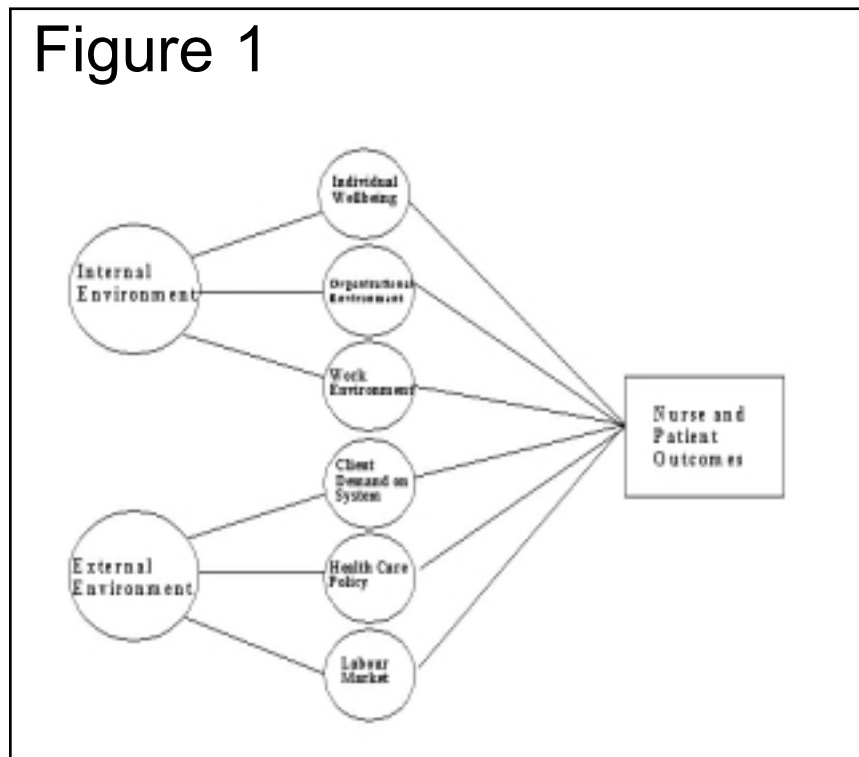 Figure 1
Individual
Wellbeing
Internal
Environment
Organizational
Environment
Work
Environment
Client
Demand on
System
External
Environment
Health Care
Policy
Labour
Market
Nurse and
Patient
Outcomes